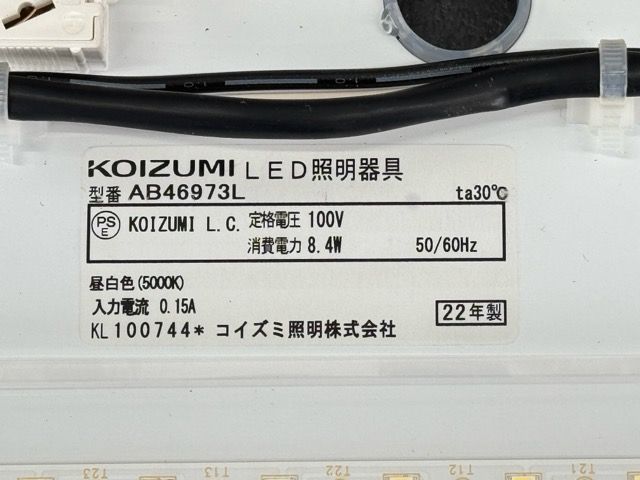 KOIZUMI LED照明器具
型番 AB46973L ta30℃
PS E KOIZUMI L.C. 定格電圧 100V
消費電力 8.4W 50/60Hz
昼白色(5000K)
入力電流 0.15A
22年製
KL100744* コイズミ照明株式会社
T23
T13
T22
T12
T21